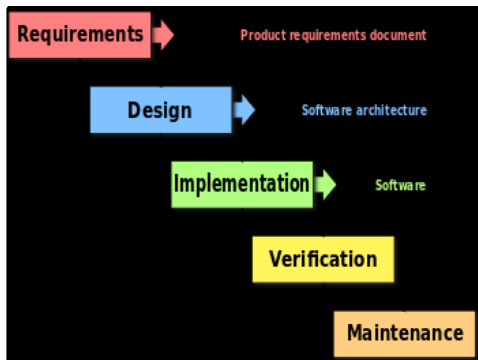 Requirements
Product requirements document
Design
Software architecture
Implementation
Software
Verification
Maintenance